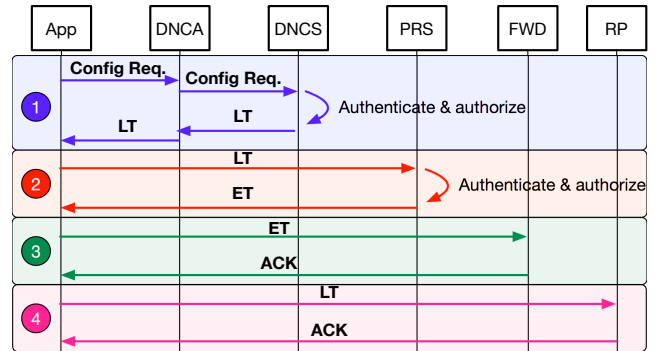 App DNCA DNCS PRS FWD RP
Config Req.
Config Req.
1
Authenticate & authorize
LT
LT
LT
2
Authenticate & authorize
ET
ET
3
ACK
LT
4
ACK